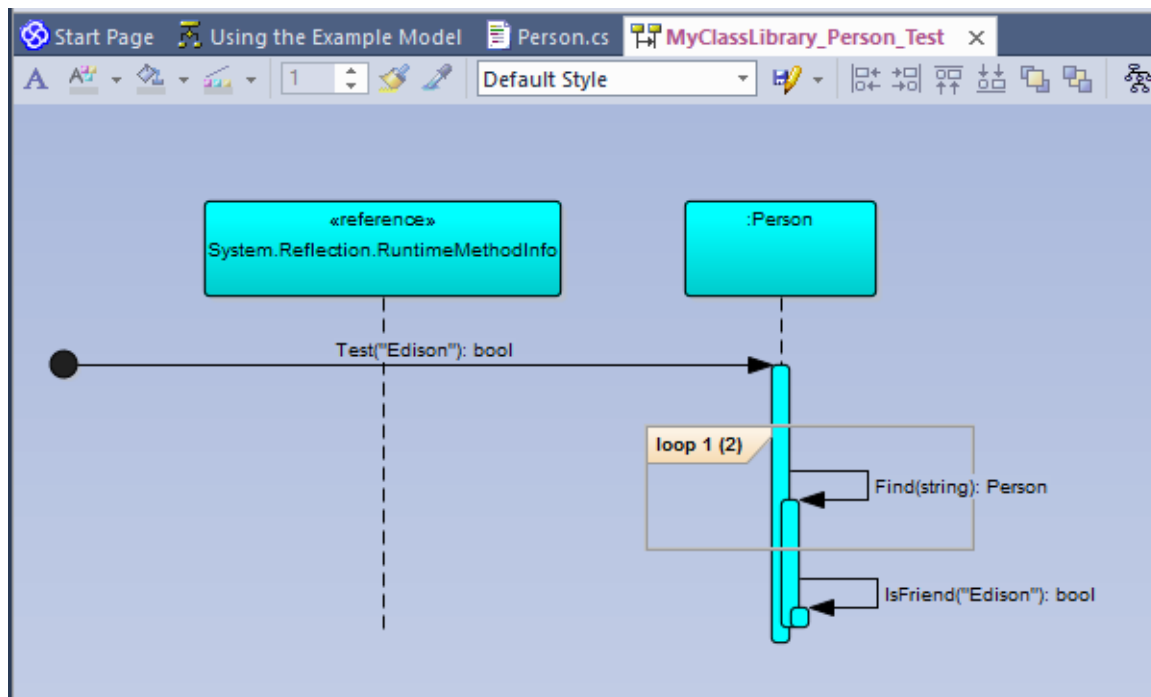 Start Page
Using the Example Model
Person.cs
MyClassLibrary_Person_Test
A
1
Default Style
«reference»
System.Reflection.RuntimeMethodInfo
:Person
Test("Edison"): bool
loop 1 (2)
Find(string): Person
IsFriend("Edison"): bool